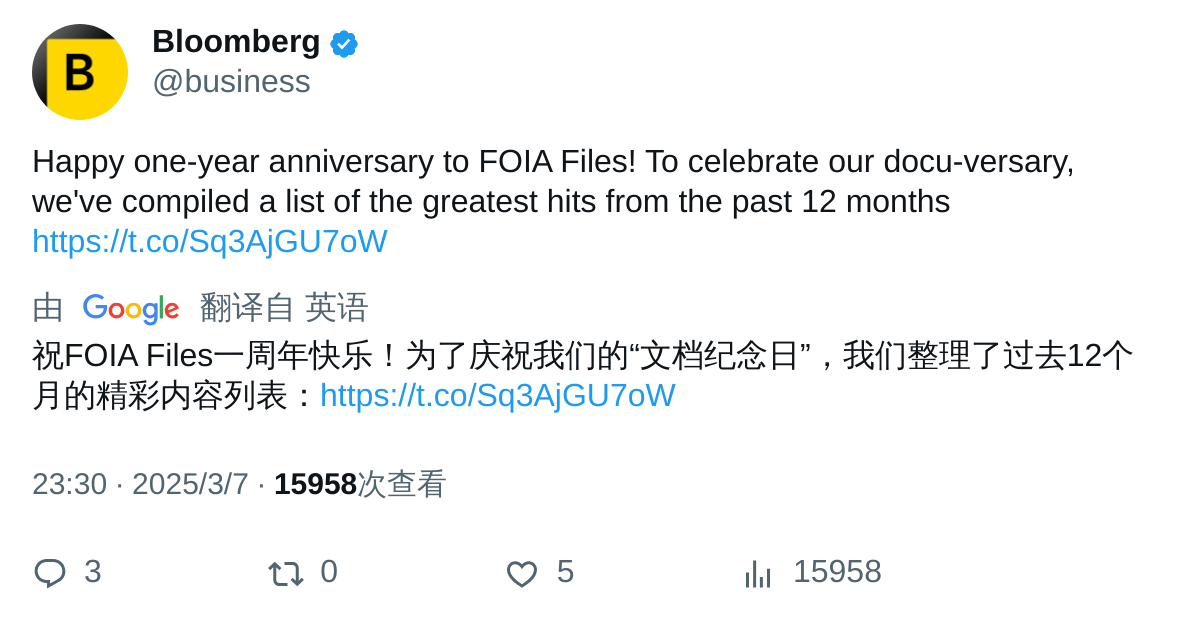 B
Bloomberg
@business
Happy one-year anniversary to FOIA Files! To celebrate our docu-versary,
we've compiled a list of the greatest hits from the past 12 months
https://t.co/Sq3AjGU7oW
由 Google 翻译自 英语
祝FOIA Files一周年快乐！为了庆祝我们的“文档纪念日”，我们整理了过去12个
月的精彩内容列表：https://t.co/Sq3AjGU7oW
23:30 · 2025/3/7 · 15958次查看
3 0 5 15958